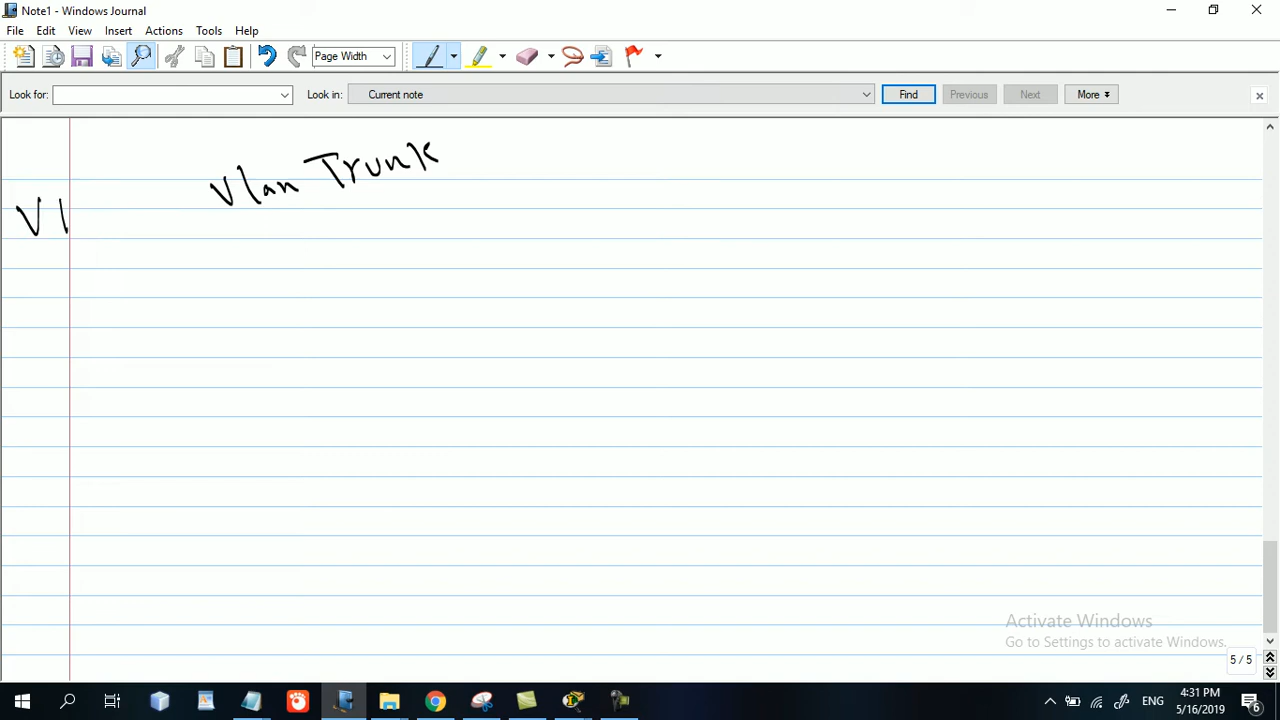 Note1 - Windows Journal
File Edit View Insert Actions Tools Help
Page Width
Look for: Look in: Current note Find Previous Next More
Vlan Trunk
Vl
Activate Windows
Go to Settings to activate Windows.
5 / 5
ENG 4:31 PM
5/16/2019 6